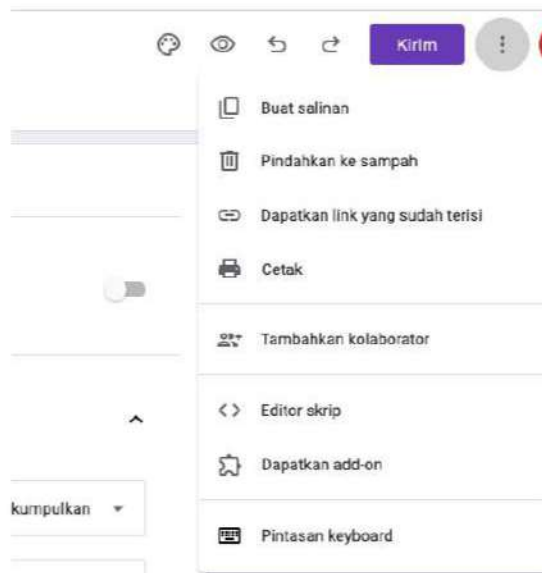 Kirim
Buat salinan
Pindahkan ke sampah
Dapatkan link yang sudah terisi
Cetak
Tambahkan kolaborator
Editor skrip
Dapatkan add-on
kumpulkan
Pintasan keyboard